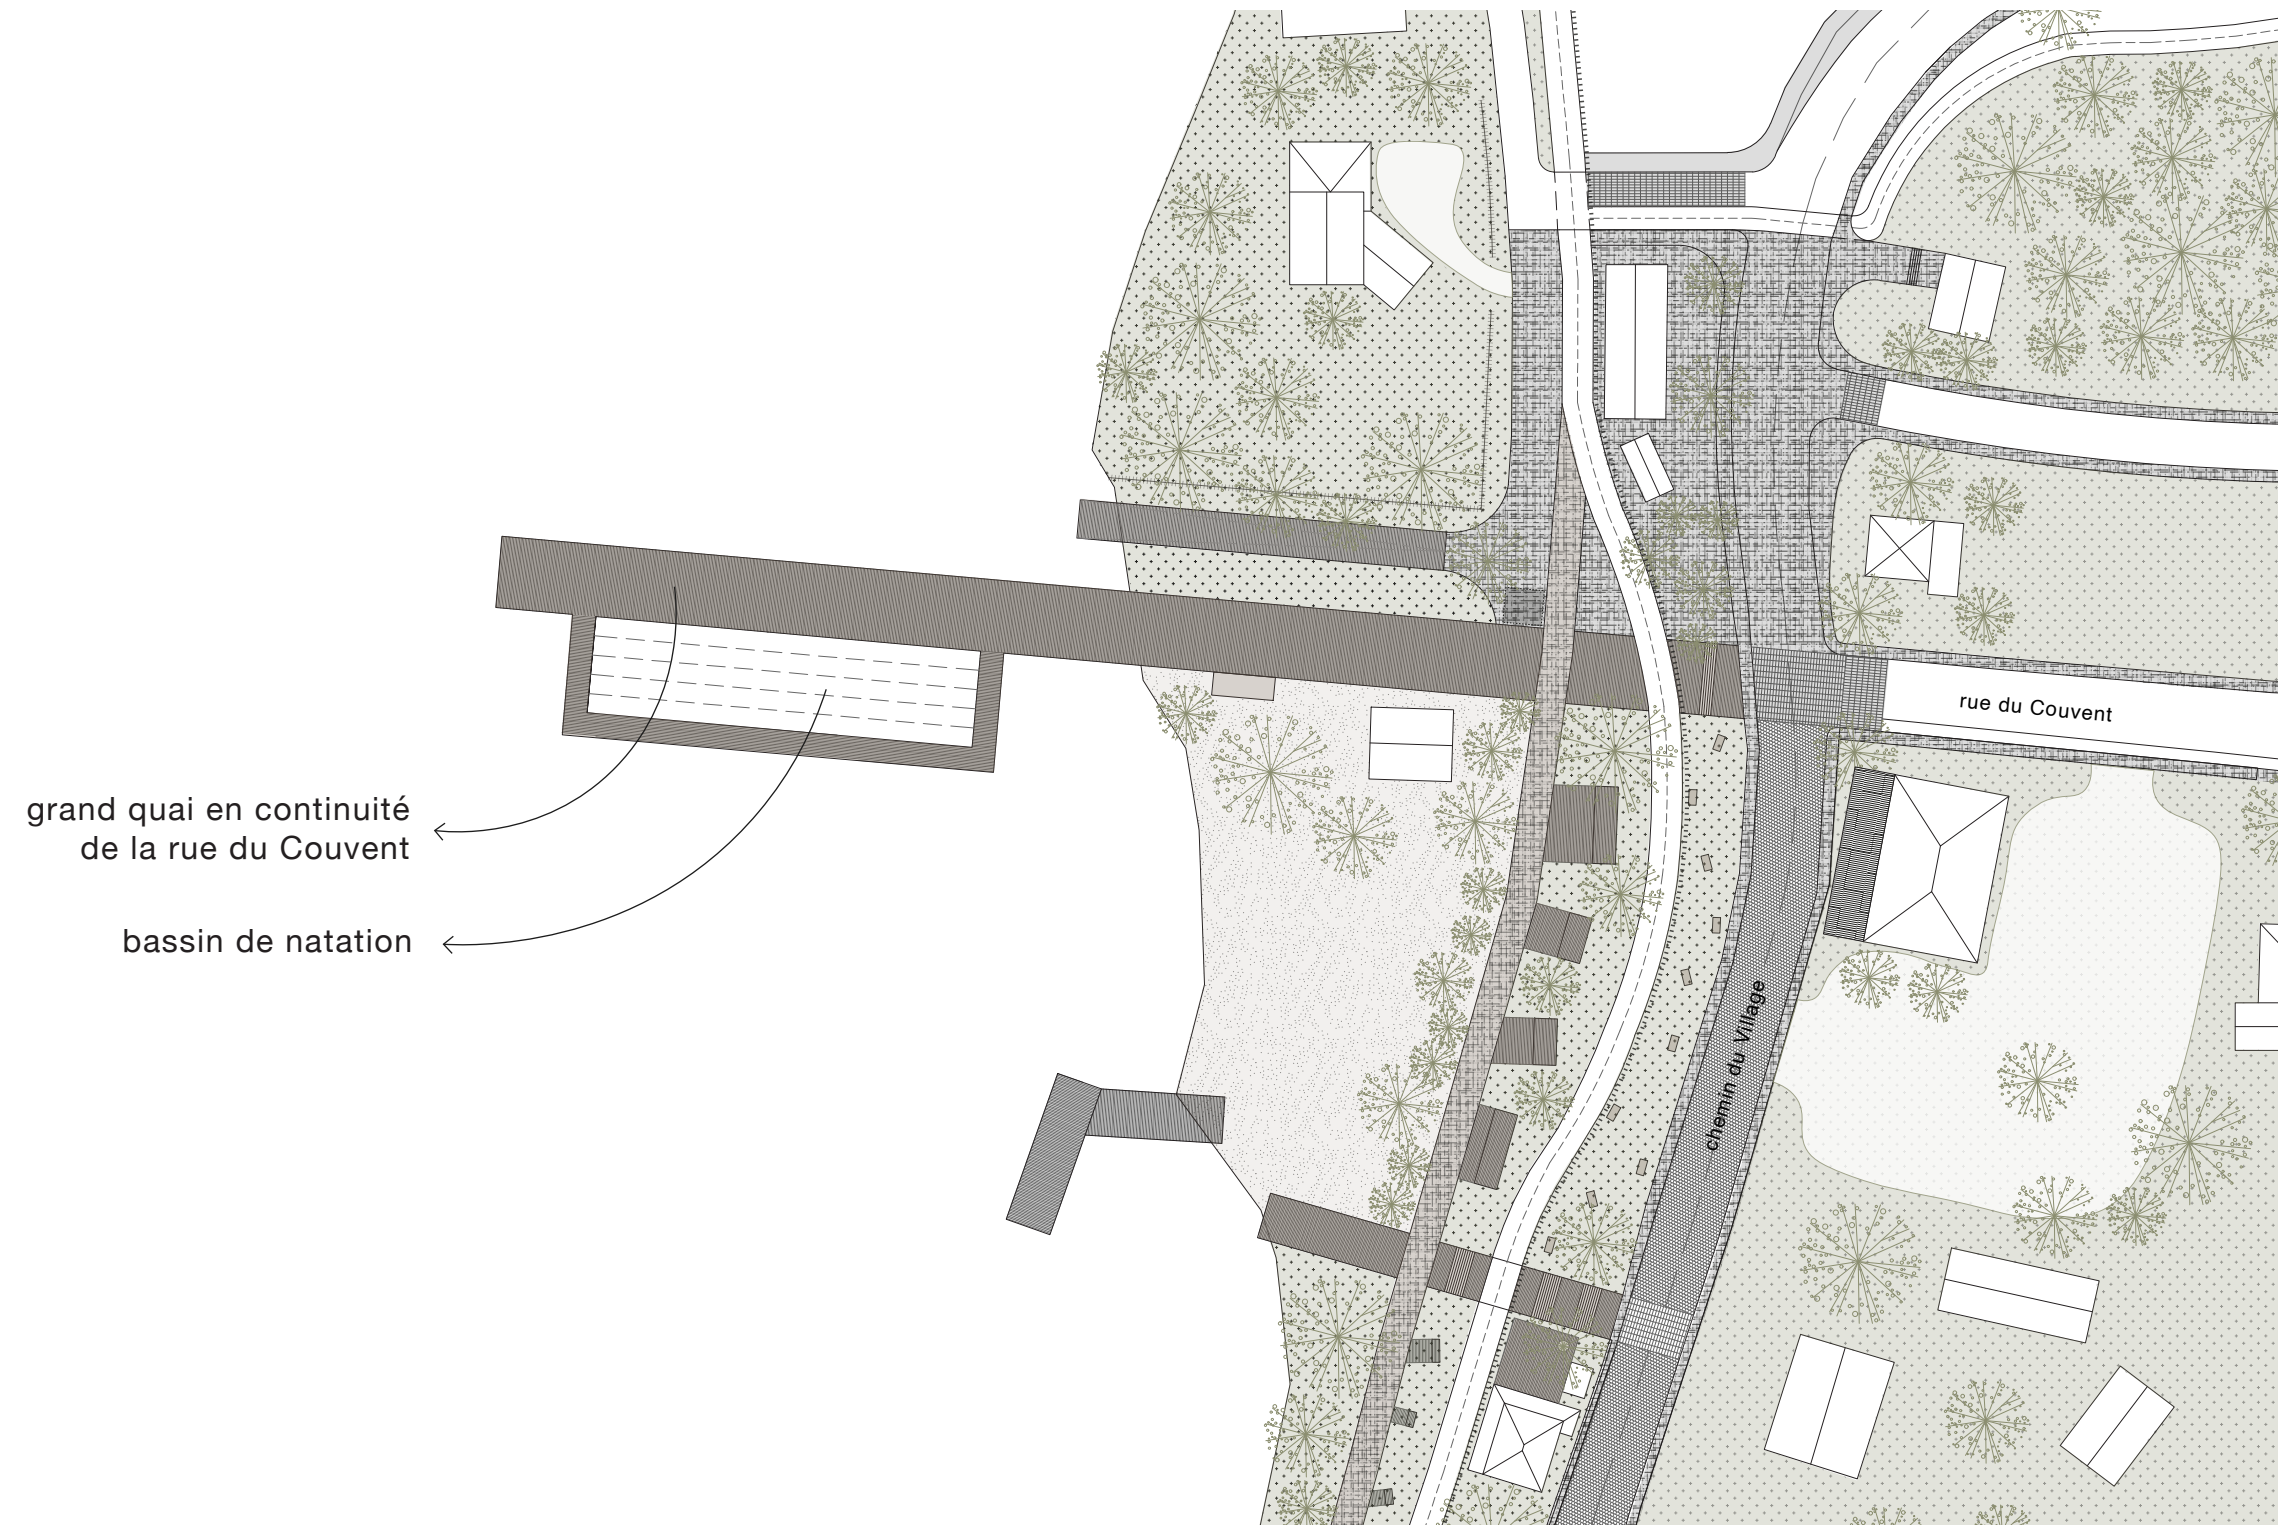 rue du Couvent
grand quai en continuité
de la rue du Couvent
bassin de natation
chemin du Village